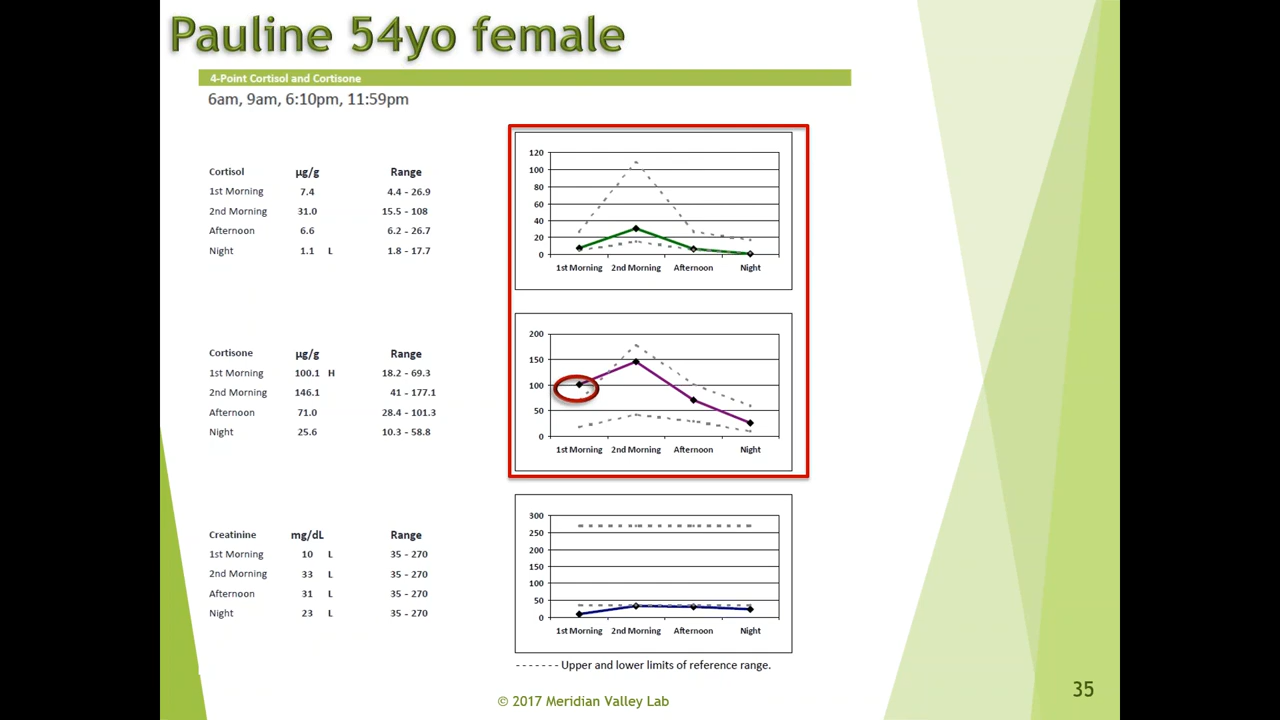 Pauline 54yo female
4-Point Cortisol and Cortisone
6am, 9am, 6:10pm, 11:59pm
Cortisol µg/g Range
1st Morning 7.4 4.4 - 26.9
2nd Morning 31.0 15.5 - 108
Afternoon 6.6 6.2 - 26.7
Night 1.1 L 1.8 - 17.7
120
100
80
60
40
20
0
1st Morning 2nd Morning Afternoon Night
Cortisone µg/g Range
1st Morning 100.1 H 18.2 - 69.3
2nd Morning 146.1 41 - 177.1
Afternoon 71.0 28.4 - 101.3
Night 25.6 10.3 - 58.8
200
150
100
50
0
1st Morning 2nd Morning Afternoon Night
Creatinine mg/dL Range
1st Morning 10 L 35 - 270
2nd Morning 33 L 35 - 270
Afternoon 31 L 35 - 270
Night 23 L 35 - 270
300
250
200
150
100
50
0
1st Morning 2nd Morning Afternoon Night
------- Upper and lower limits of reference range.
© 2017 Meridian Valley Lab
35